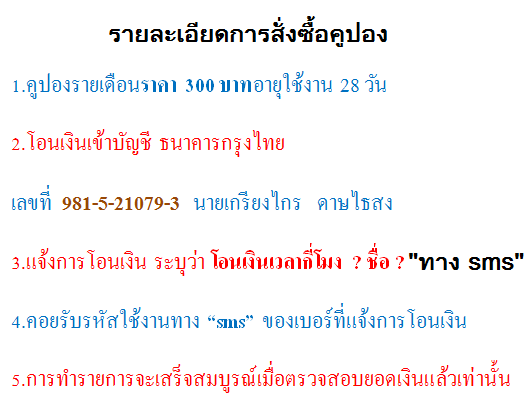 รายละเอียดการสั่งซื้อคูปอง
1.คูปองรายเดือนราคา 300 บาทอายุใช้งาน 28 วัน
2.โอนเงินเข้าบัญชี ธนาคารกรุงไทย
เลขที่ 981-5-21079-3 นายเกรียงไกร ดาษไธสง
3.แจ้งการโอนเงิน ระบุว่า โอนเงินเวลากี่โมง ? ชื่อ ? "ทาง sms"
4.คอยรับรหัสใช้งานทาง “sms” ของเบอร์ที่แจ้งการโอนเงิน
5.การทำรายการจะเสร็จสมบูรณ์เมื่อตรวจสอบยอดเงินแล้วเท่านั้น